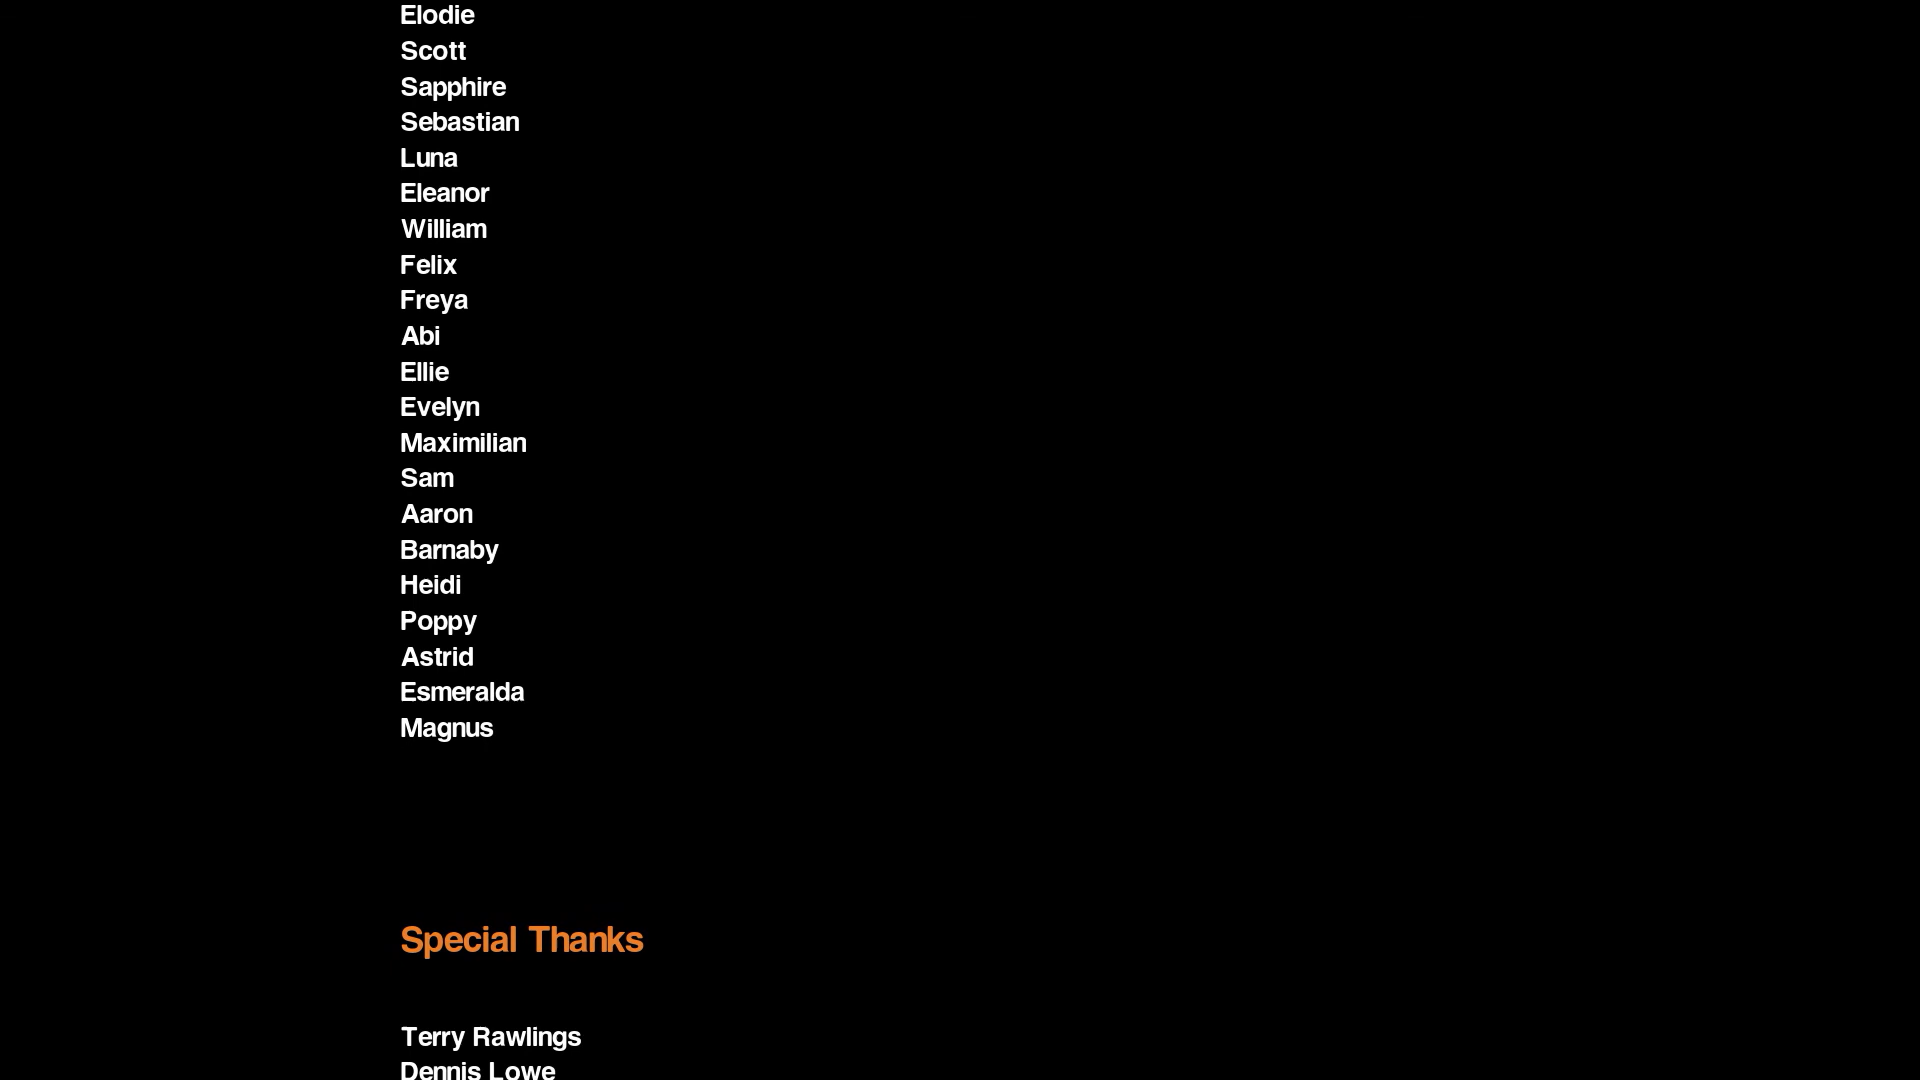 Elodie
Scott
Sapphire
Sebastian
Luna
Eleanor
William
Felix
Freya
Abi
Ellie
Evelyn
Maximilian
Sam
Aaron
Barnaby
Heidi
Poppy
Astrid
Esmeralda
Magnus
Special Thanks
Terry Rawlings
Dennis Lowe